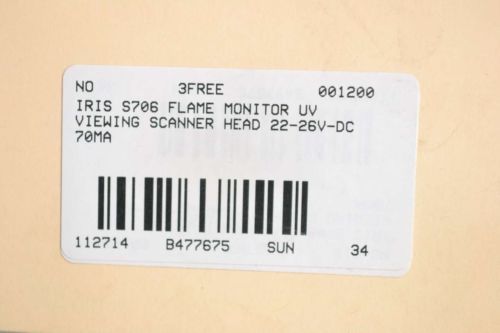 NO 3FREE 001200
IRIS S706 FLAME MONITOR UV
VIEWING SCANNER HEAD 22-26V-DC
70MA
112714 B477675 SUN 34